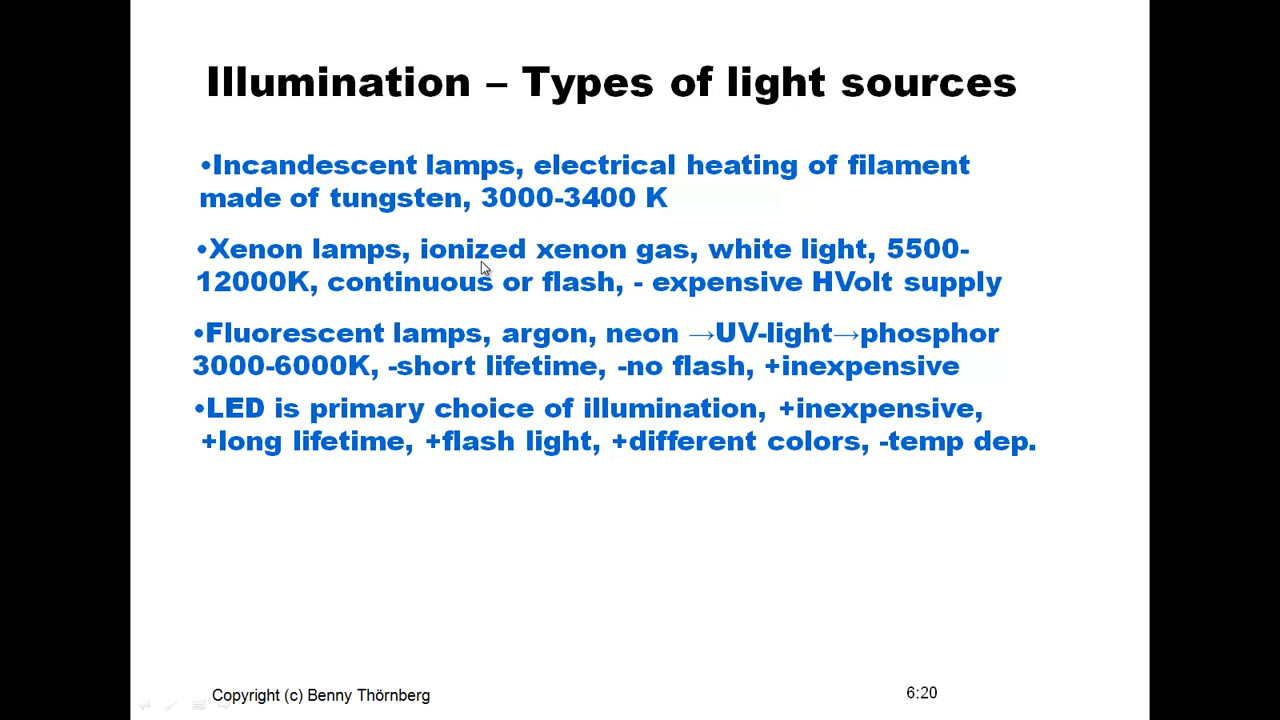 Illumination – Types of light sources
•Incandescent lamps, electrical heating of filament
made of tungsten, 3000-3400 K
•Xenon lamps, ionized xenon gas, white light, 5500-
12000K, continuous or flash, - expensive HVolt supply
•Fluorescent lamps, argon, neon →UV-light→phosphor
3000-6000K, -short lifetime, -no flash, +inexpensive
•LED is primary choice of illumination, +inexpensive,
+long lifetime, +flash light, +different colors, -temp dep.
Copyright (c) Benny Thörnberg
6:20